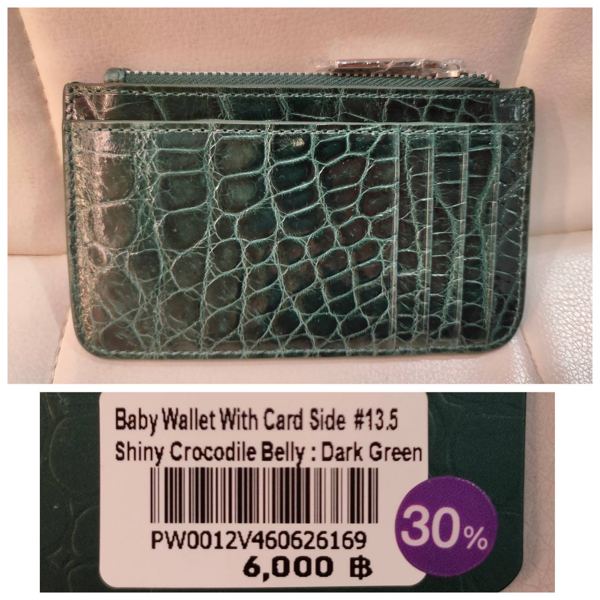 Baby Wallet With Card Side #13.5
Shiny Crocodile Belly : Dark Green
PW0012V460626169
6,000 ฿
30%